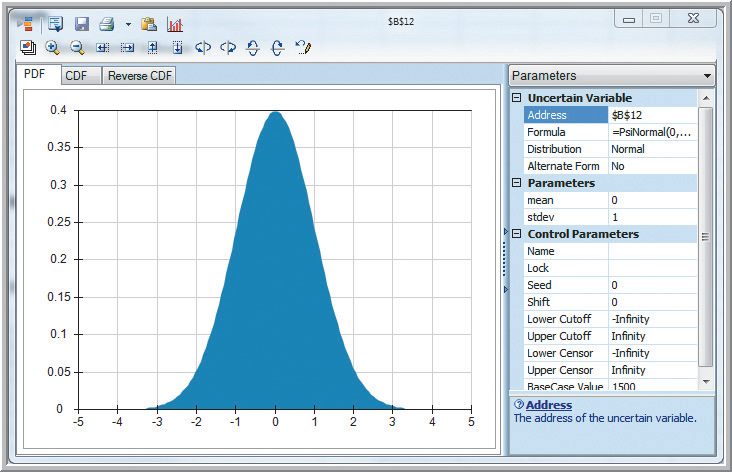 $B$12
PDF CDF Reverse CDF
0.4
0.35
0.3
0.25
0.2
0.15
0.1
0.05
0
-5 -4 -3 -2 -1 0 1 2 3 4 5
Parameters
Uncertain Variable
Address $B$12
Formula =PsiNormal(0,...
Distribution Normal
Alternate Form No
Parameters
mean 0
stdev 1
Control Parameters
Name
Lock
Seed 0
Shift 0
Lower Cutoff -Infinity
Upper Cutoff Infinity
Lower Censor -Infinity
Upper Censor Infinity
BaseCase Value 1500
Address
The address of the uncertain variable.